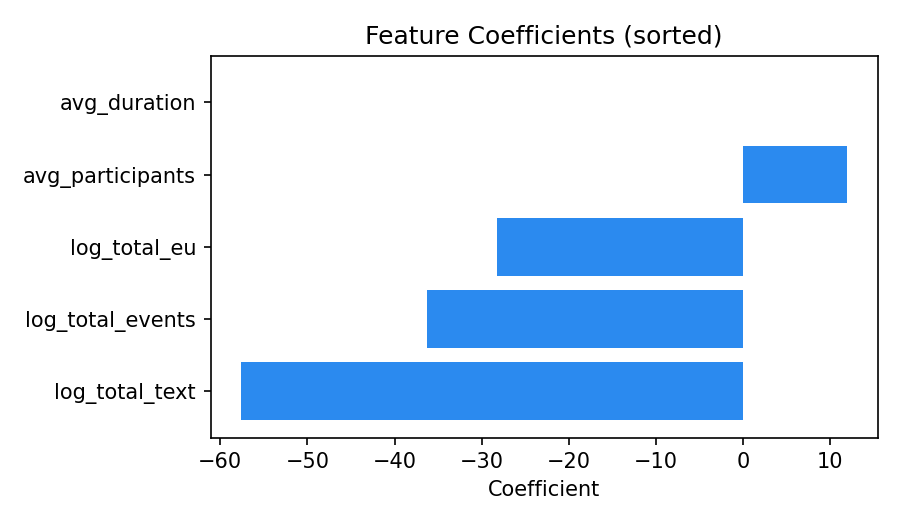 Feature Coefficients (sorted)
avg_duration
avg_participants
log_total_eu
log_total_events
log_total_text
−60 −50 −40 −30 −20 −10 0 10
Coefficient